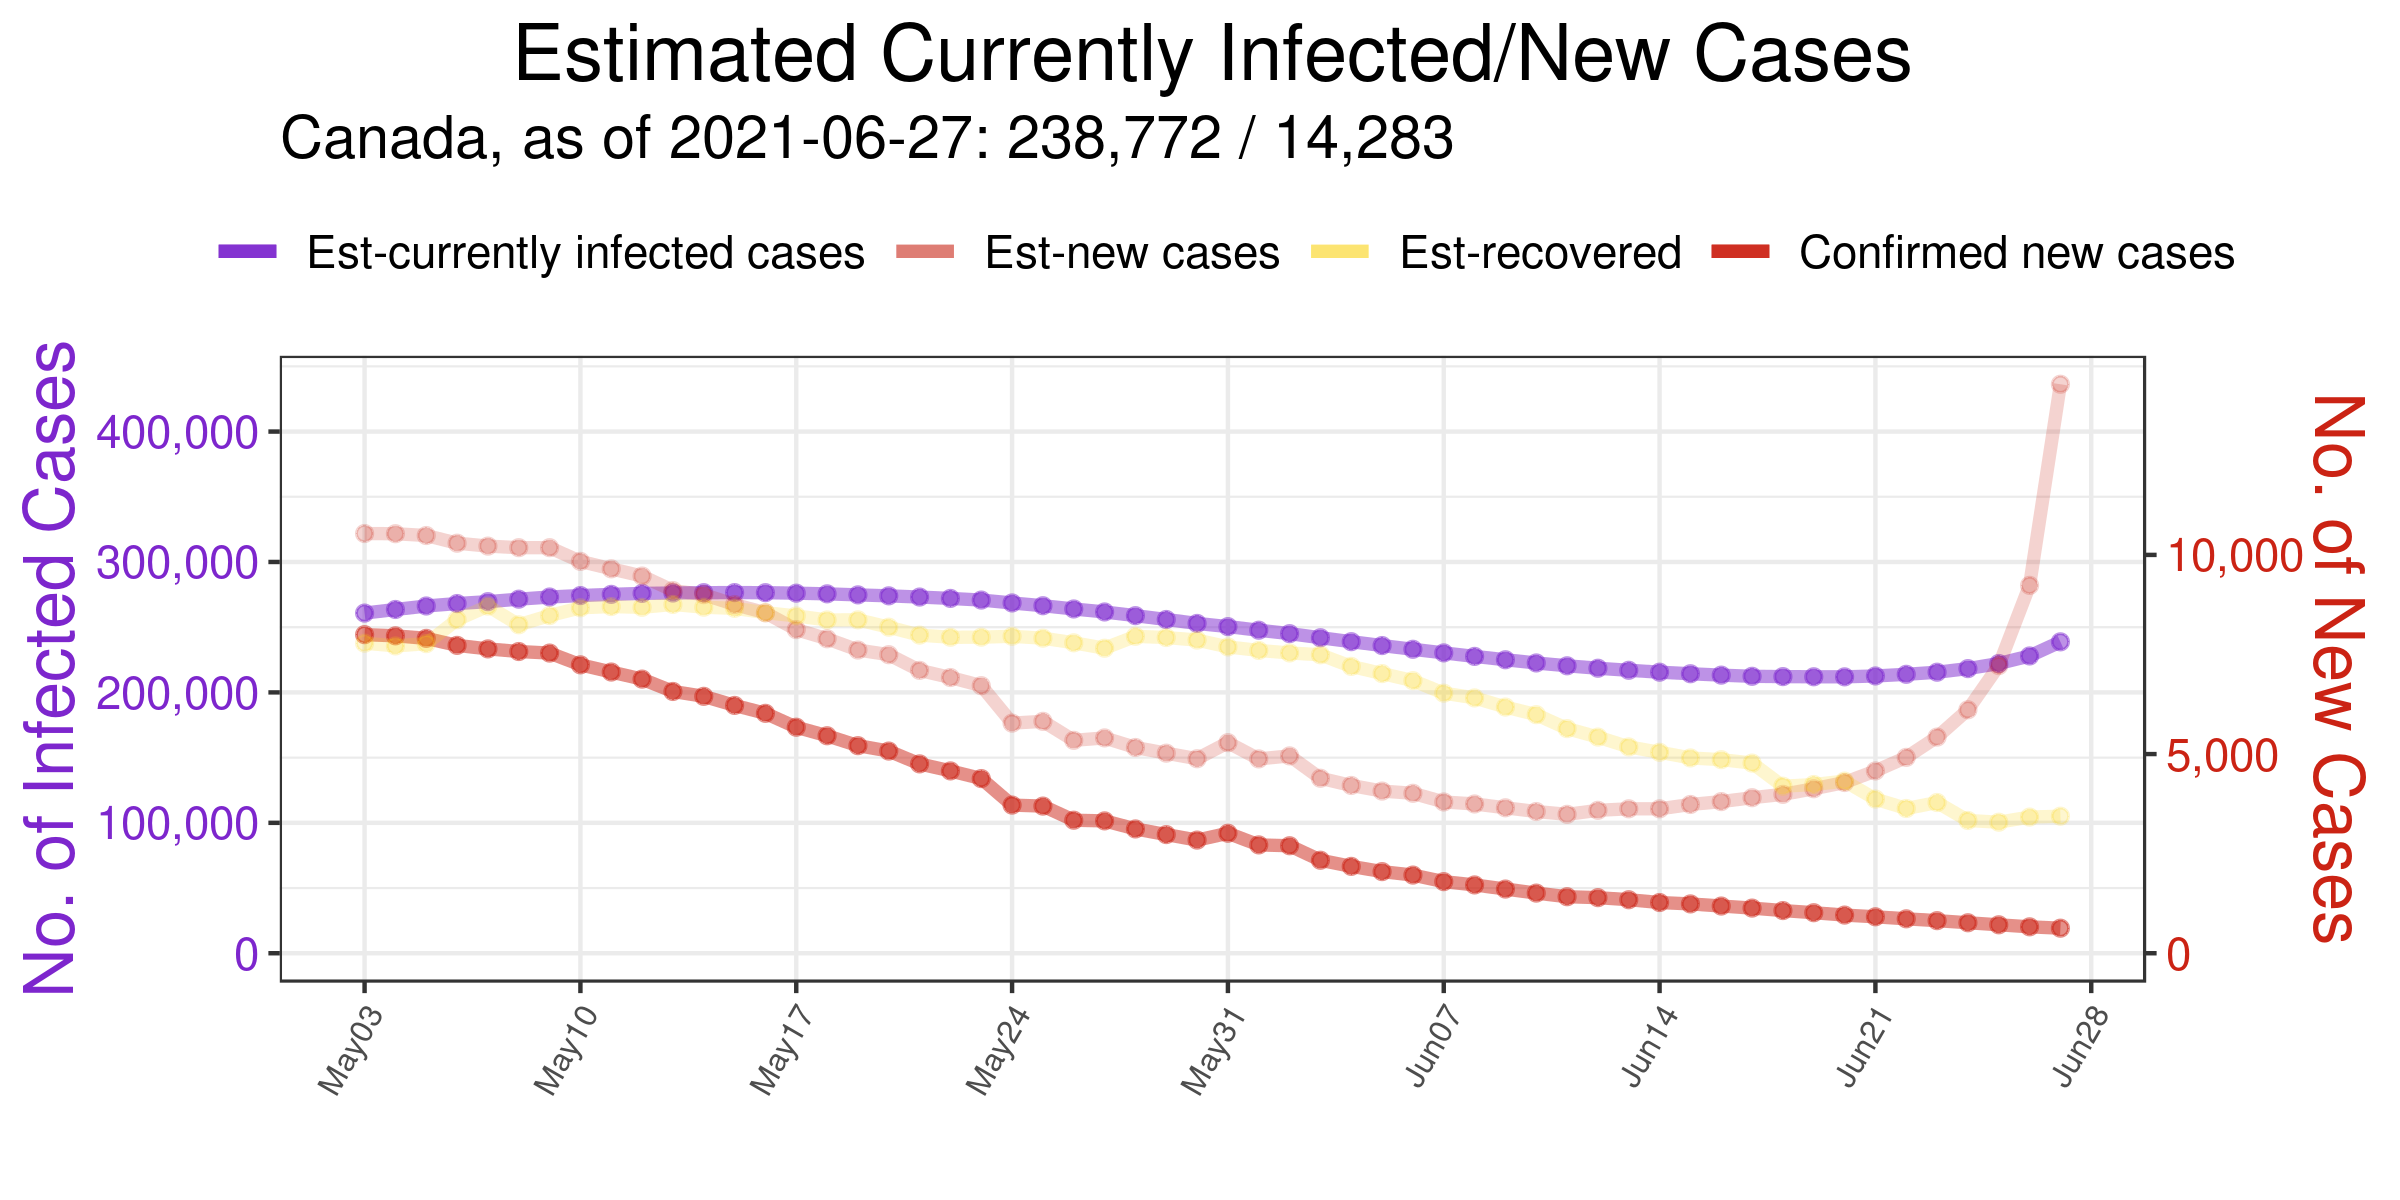 Estimated Currently Infected/New Cases
Canada, as of 2021-06-27: 238,772 / 14,283
Est-currently infected cases Est-new cases Est-recovered Confirmed new cases
No. of Infected Cases
400,000
300,000
200,000
100,000
0
10,000
5,000
0
No. of New Cases
May03 May10 May17 May24 May31 Jun07 Jun14 Jun21 Jun28